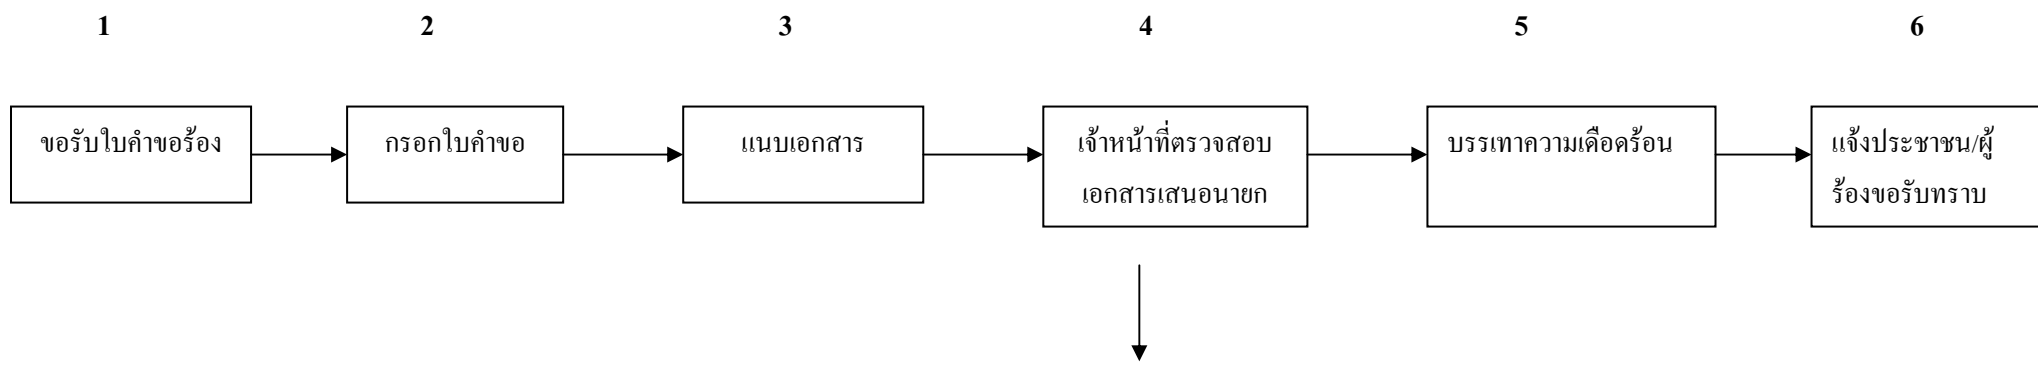 1 2 3 4 5 6
ขอรับใบคำขอร้อง
กรอกใบคำขอ
แนบเอกสาร
เจ้าหน้าที่ตรวจสอบ
เอกสารเสนอนายก
บรรเทาความเดือดร้อน
แจ้งประชาชน/ผู้
ร้องขอรับทราบ